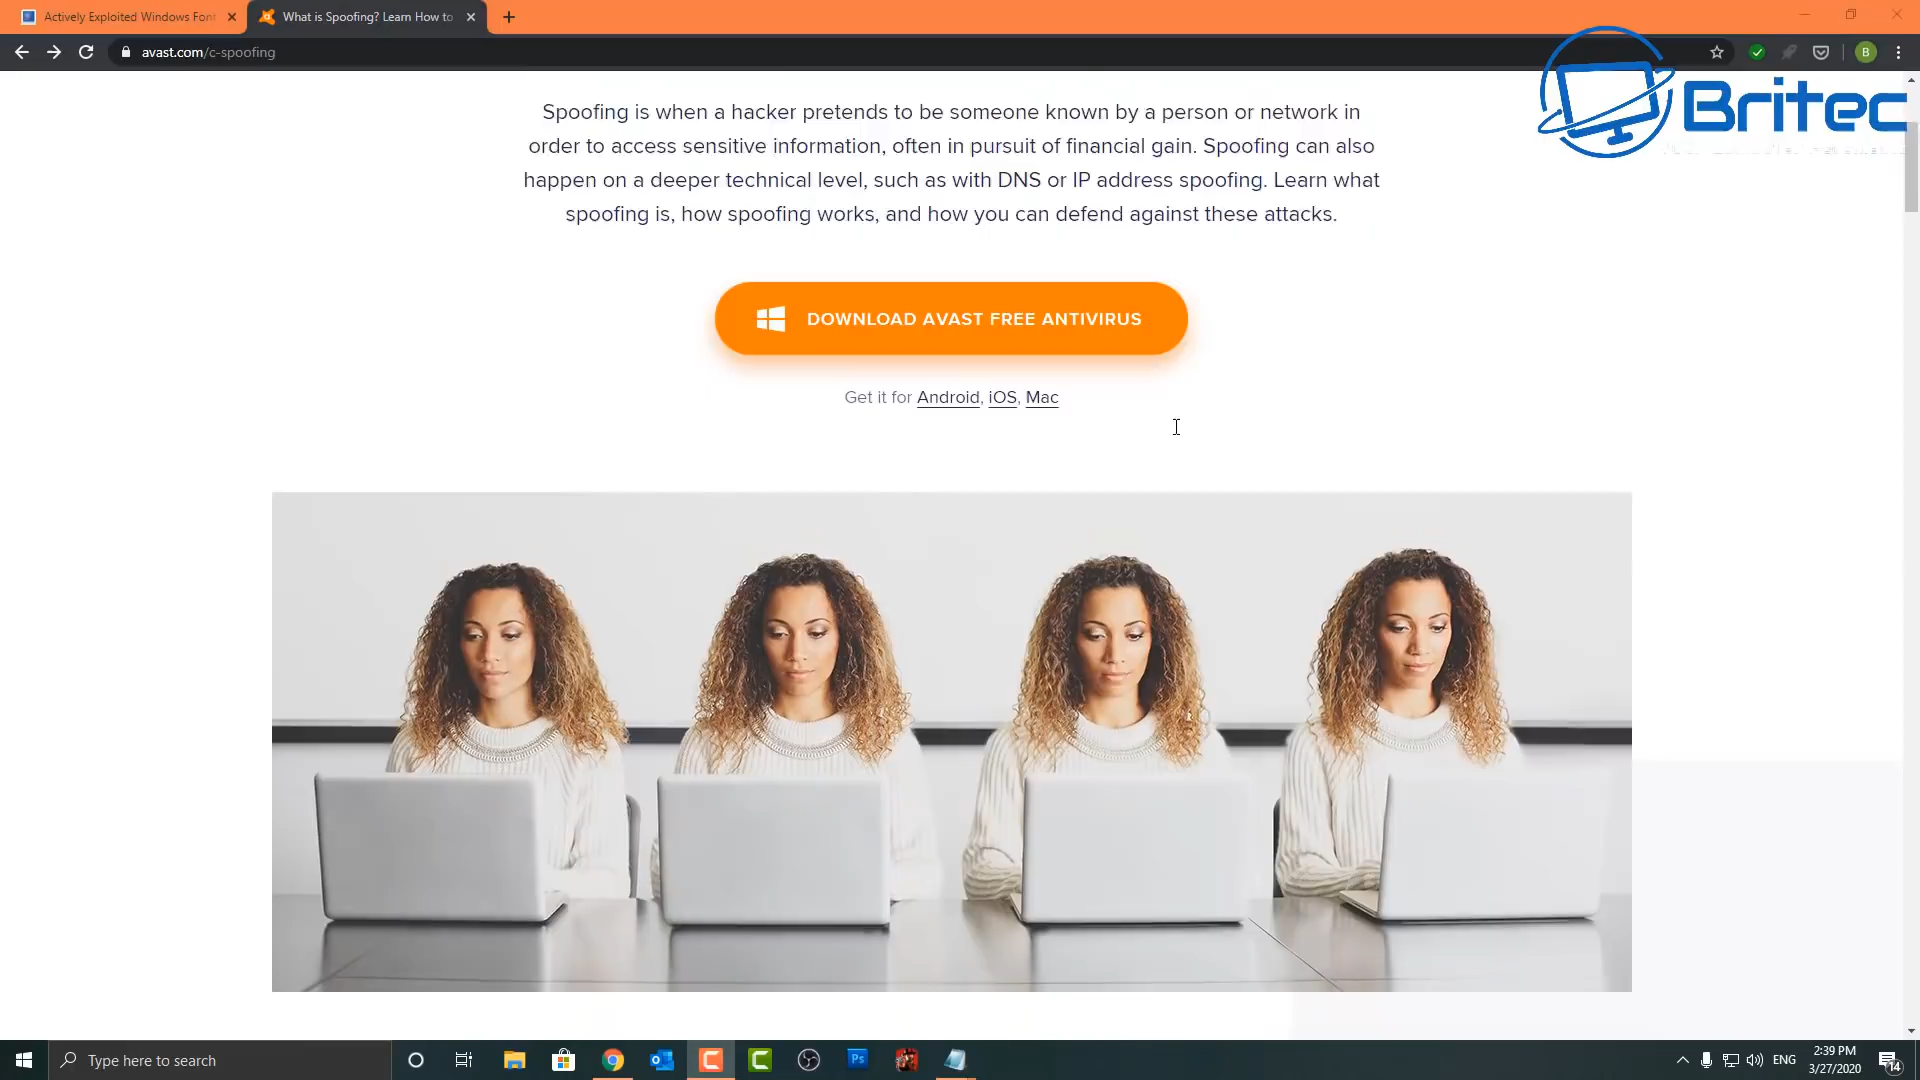 Actively Exploited Windows Font
What is Spoofing? Learn How to
avast.com/c-spoofing
B
Britec
Spoofing is when a hacker pretends to be someone known by a person or network in
order to access sensitive information, often in pursuit of financial gain. Spoofing can also
happen on a deeper technical level, such as with DNS or IP address spoofing. Learn what
spoofing is, how spoofing works, and how you can defend against these attacks.
DOWNLOAD AVAST FREE ANTIVIRUS
Get it for Android, iOS, Mac
Type here to search
Ps
ENG
2:39 PM
3/27/2020
14